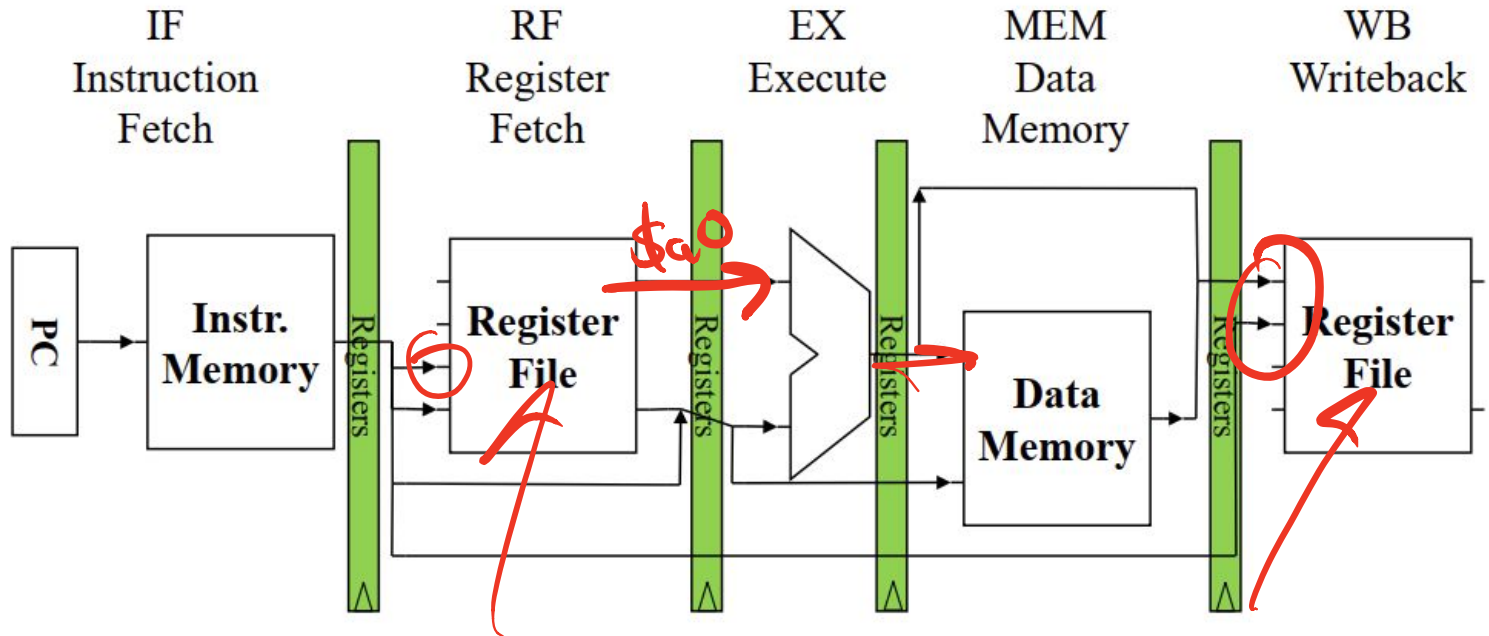 IF
Instruction
Fetch
RF
Register
Fetch
EX
Execute
MEM
Data
Memory
WB
Writeback
PC
Instr.
Memory
Registers
Register
File
$a0
Registers
Registers
Data
Memory
Registers
Register
File